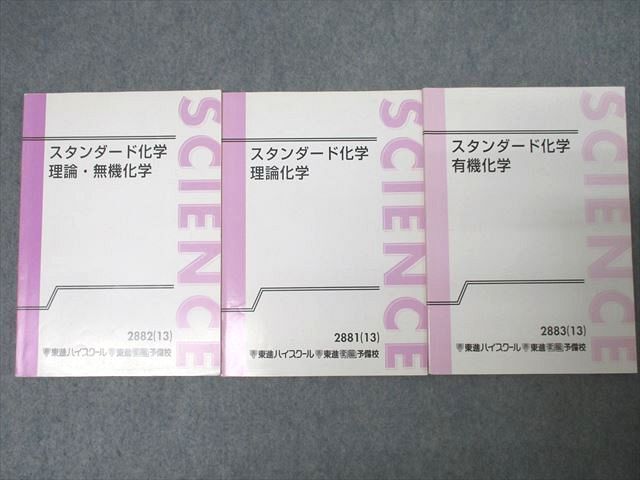 スタンダード化学
理論・無機化学
SCIENCE
2882(13)
東進ハイスクール 東進衛星予備校
スタンダード化学
理論化学
SCIENCE
2881(13)
東進ハイスクール 東進衛星予備校
スタンダード化学
有機化学
SCIENCE
2883(13)
東進ハイスクール 東進衛星予備校